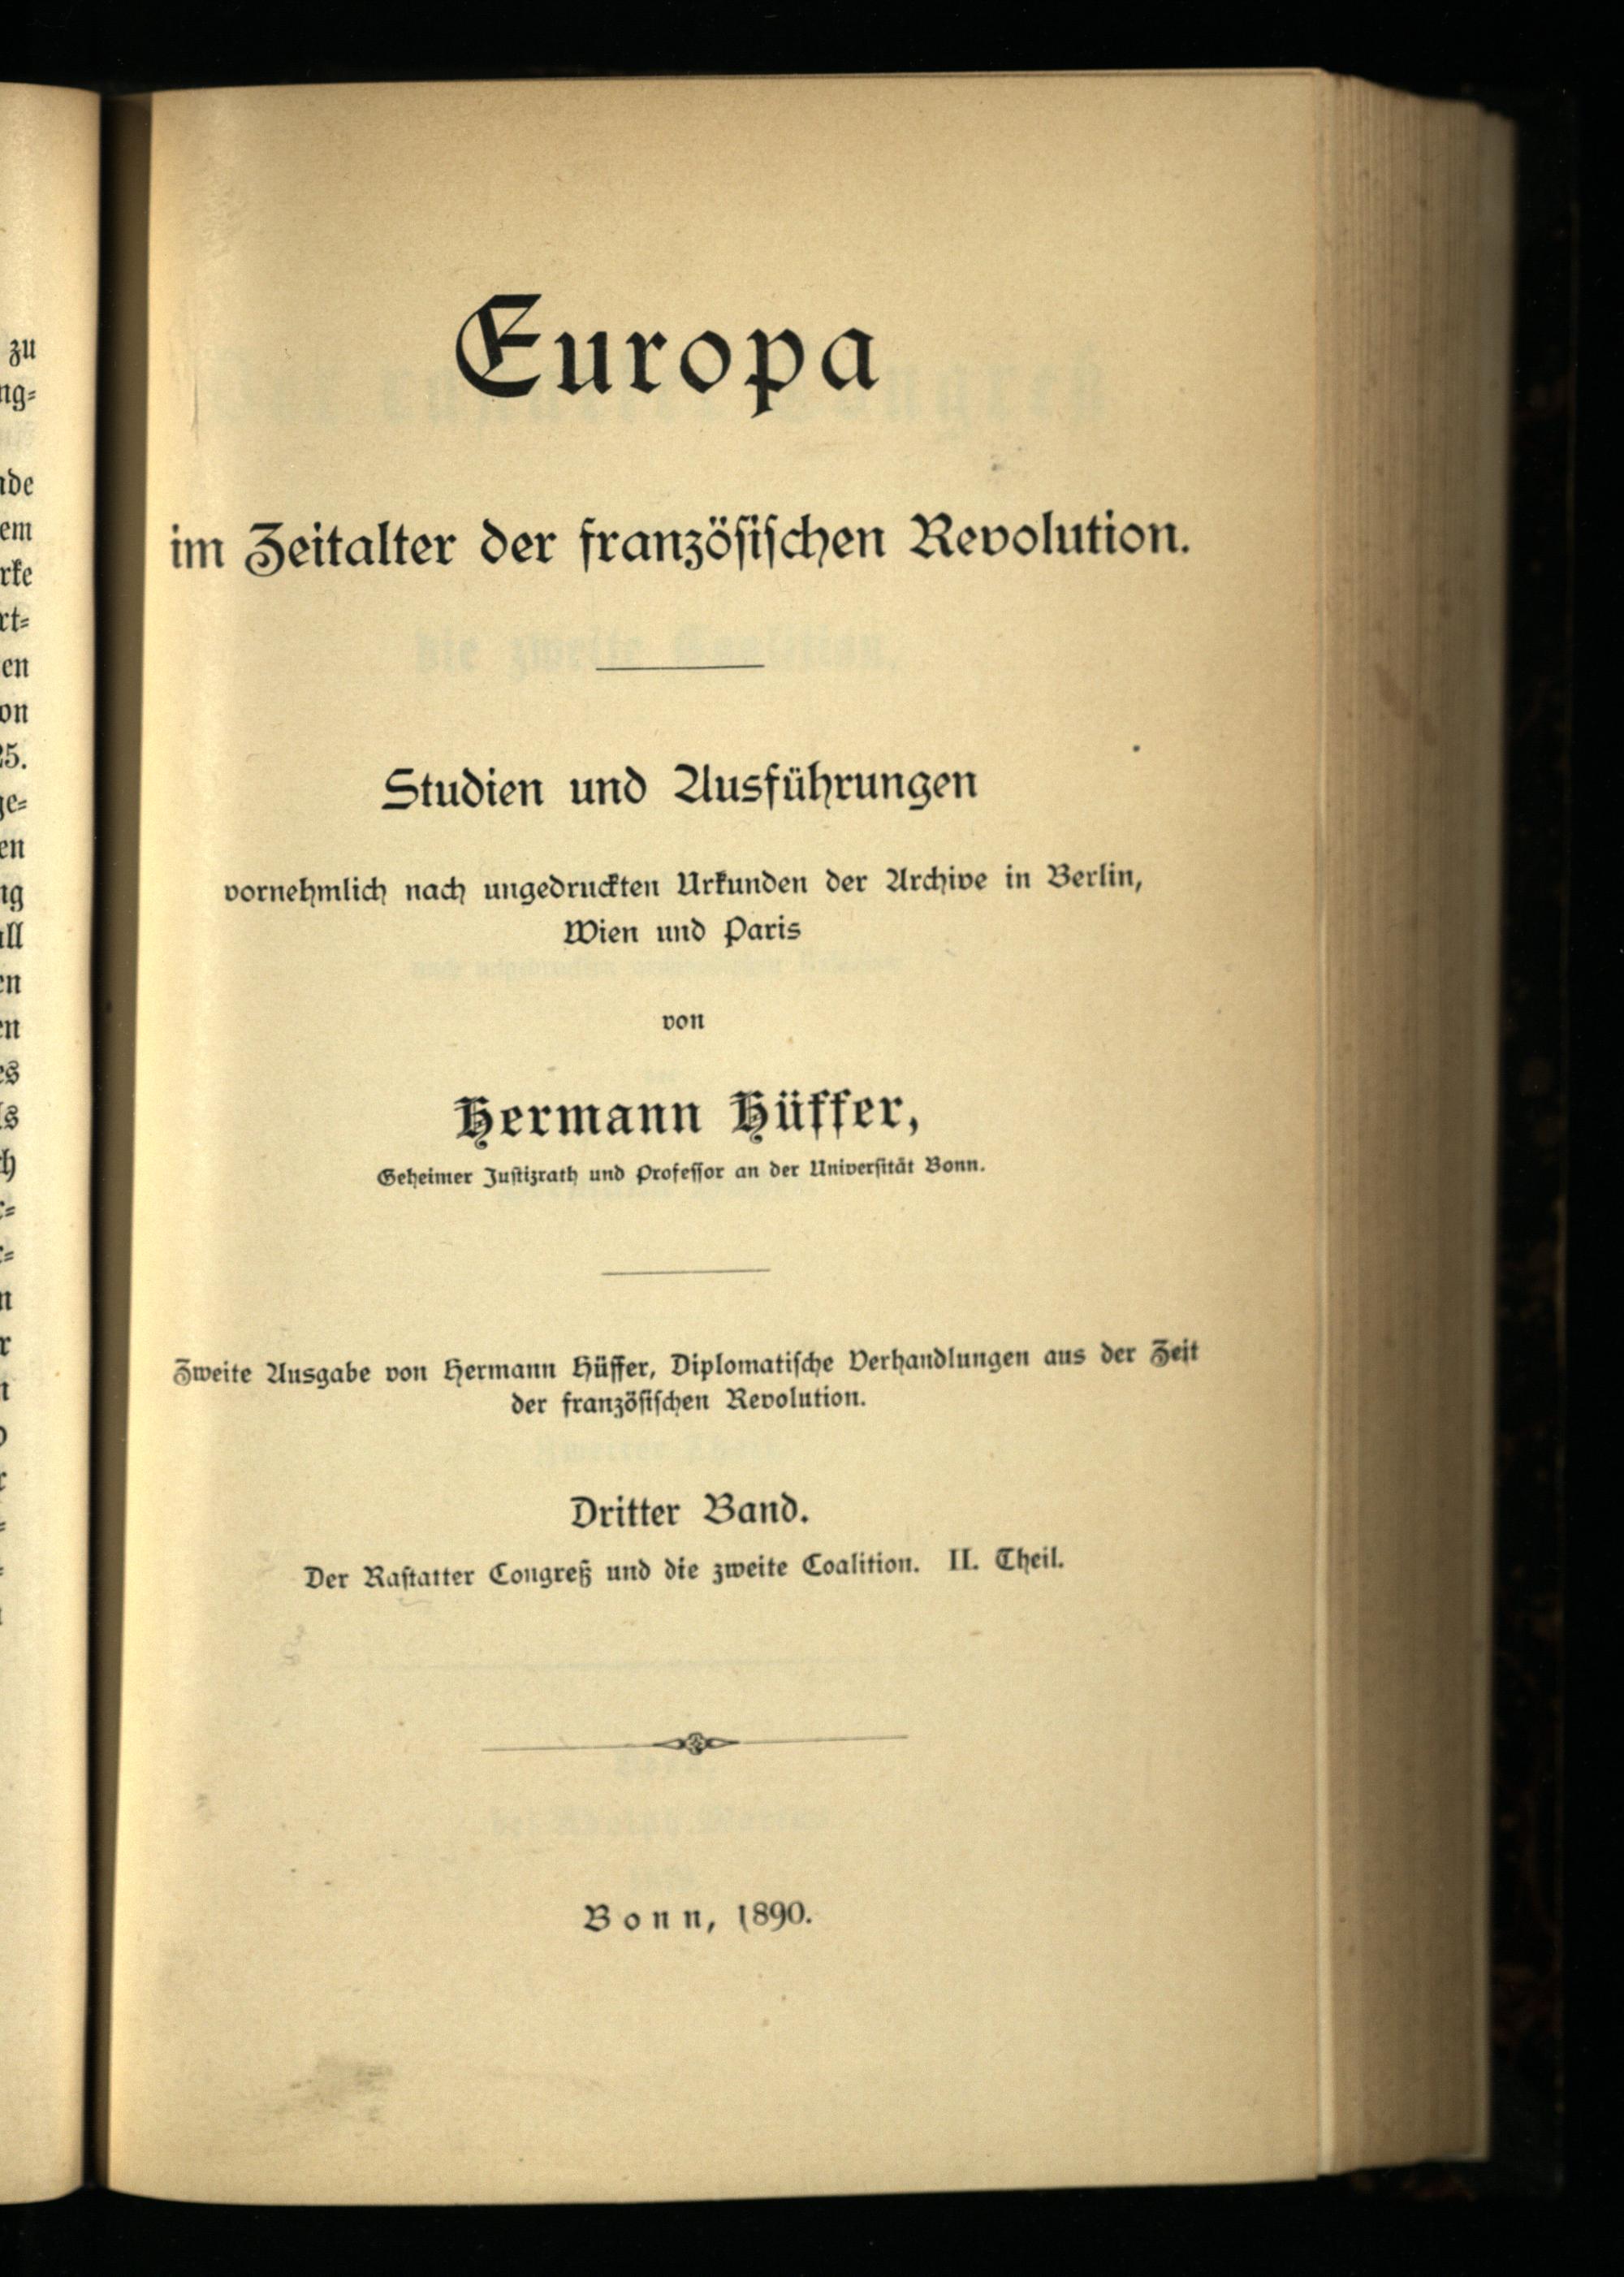 Europa
im Zeitalter der französischen Revolution.
Studien und Ausführungen
vornehmlich nach ungedruckten Urkunden der Archive in Berlin,
Wien und Paris
von
Hermann Hüffer,
Geheimer Justizrath und Professor an der Universität Bonn.
Zweite Ausgabe von Hermann Hüffer, Diplomatische Verhandlungen aus der Zeit
der französischen Revolution.
Dritter Band.
Der Rastatter Congreß und die zweite Coalition. II. Theil.
Bonn, 1890.